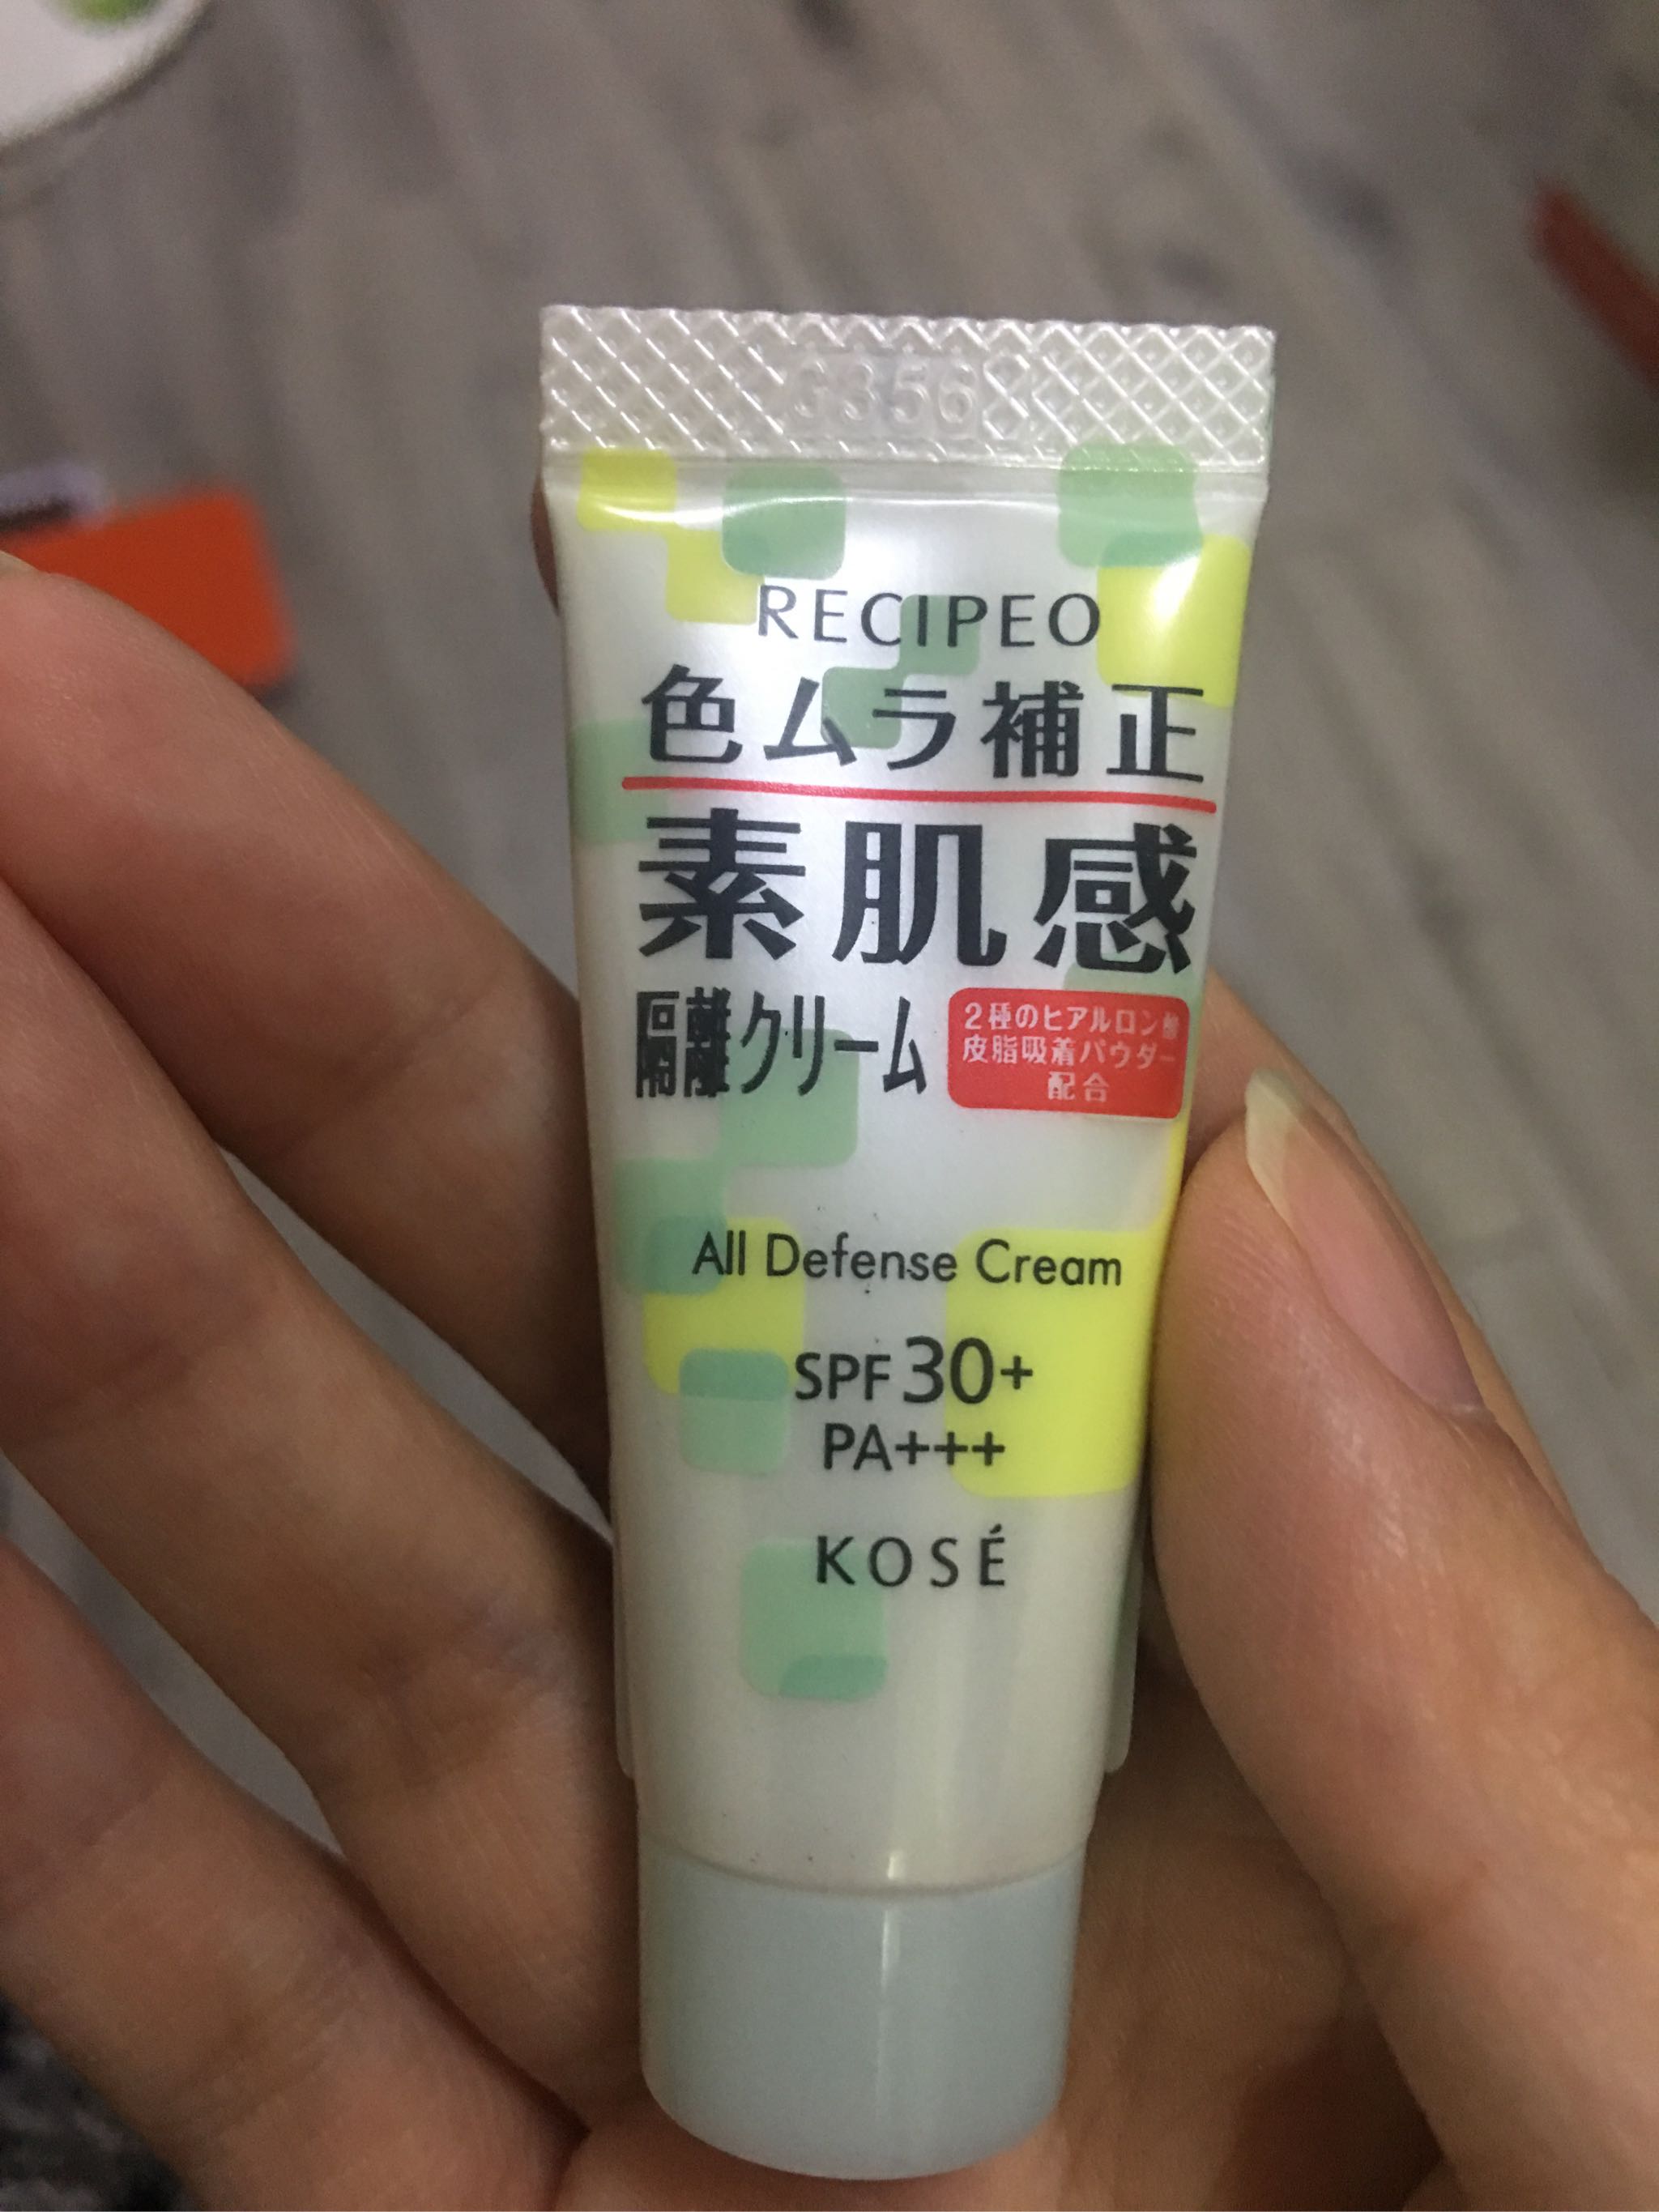 G356
RECIPEO
色ムラ補正
素肌感
隔離クリーム
2種のヒアルロン酸
皮脂吸着パウダー
配合
All Defense Cream
SPF30+
PA+++
KOSÉ